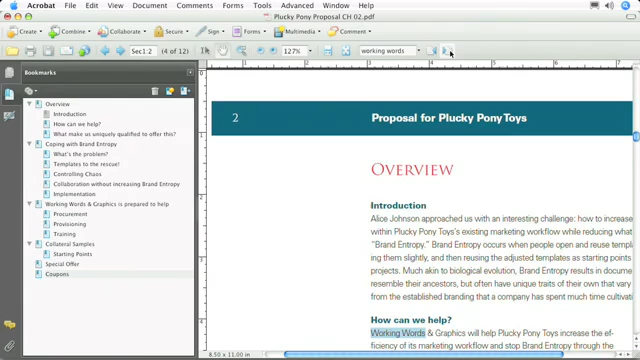 Acrobat File Edit View Document Comments Forms Tools Advanced Window Help
Plucky Pony Proposal CH 02.pdf
Create Combine Collaborate Secure Sign Forms Multimedia Comment
Sec1:2 (4 of 12) 127% working words
Bookmarks
Overview
Introduction
How can we help?
What make us uniquely qualified to offer this?
Coping with Brand Entropy
What's the problem?
Templates to the rescue!
Controlling Chaos
Collaboration without increasing Brand Entropy
Implementation
Working Words & Graphics is prepared to help
Procurement
Provisioning
Training
Collateral Samples
Starting Points
Special Offer
Coupons
2 Proposal for Plucky Pony Toys
Overview
Introduction
Alice Johnson approached us with an interesting challenge: how to increase
within Plucky Pony Toys's existing marketing workflow while reducing what
"Brand Entropy." Brand Entropy occurs when people open and reuse templa
ing them slightly, and then reusing the adjusted templates as starting points
projects. Much akin to biological evolution, Brand Entropy results in docume
resemble their ancestors, but often have unique traits of their own that vari
from the established branding that a company has spent much time cultivati
How can we help?
Working Words & Graphics will help Plucky Pony Toys increase the ef-
ficiency of its marketing workflow and stop Brand Entropy through the
8.50 x 11.00 in